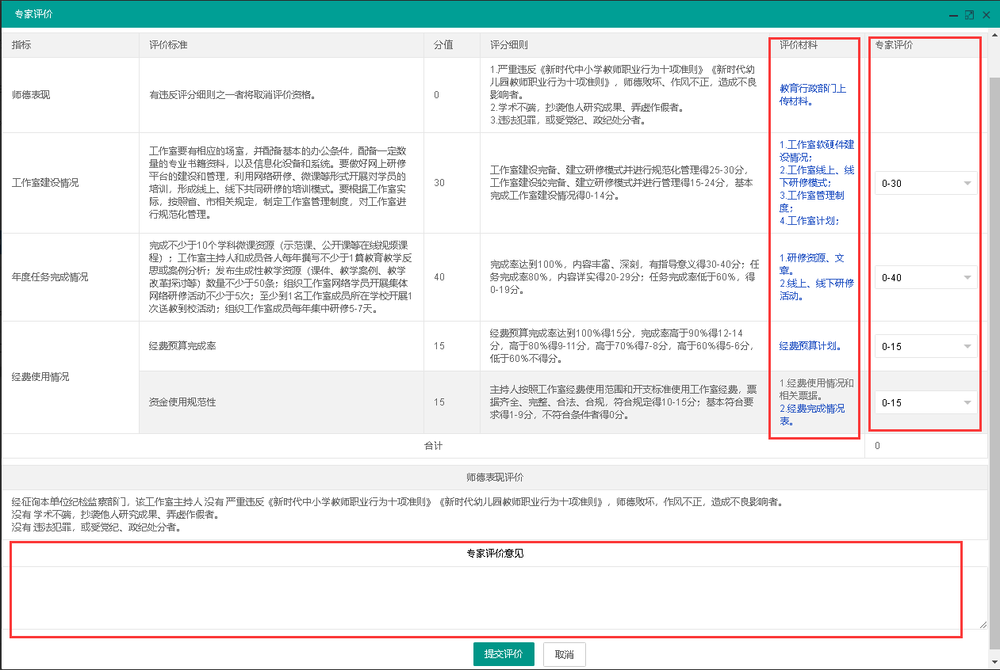 专家评价
指标
评价标准
分值
评分细则
评价材料
专家评价
师德表现
有违反评分细则之一者将取消评价资格。
0
1.严重违反《新时代中小学教师职业行为十项准则》《新时代幼
儿园教师职业行为十项准则》，师德败坏、作风不正，造成不良
影响者。
2.学术不端，抄袭他人研究成果、弄虚作假者。
3.违法犯罪，或受党纪、政纪处分者。
教育行政部门上
传材料。
工作室建设情况
工作室要有相应的场室，并配备基本的办公条件，配备一定数
量的专业书籍资料，以及信息化设备和系统。要做好网上研修
平台的建设和管理，利用网络研修、微课等形式开展对学员的
培训，形成线上、线下共同研修的培训模式。要根据工作室实
际，按照省、市相关规定，制定工作室管理制度，对工作室进
行规范化管理。
30
工作室建设完备、建立研修模式并进行规范化管理得25-30分，
工作室建设较完备、建立研修模式并进行管理得15-24分，基本
完成工作室建设情况得0-14分。
1.工作室软硬件建
设情况；
2.工作室线上、线
下研修模式；
3.工作室管理制
度；
4.工作室计划；
0-30
年度任务完成情况
完成不少于10个学科微课资源（示范课、公开课等在线视频课
程）；工作室主持人和成员各人每年撰写不少于1篇教育教学反
思或案例分析；发布生成性教学资源（课件、教学案例、教学
改革探讨等）数量不少于50条；组织工作室网络学员开展集体
网络研修活动不少于5次；至少到1名工作室成员所在学校开展1
次送教到校活动；组织工作室成员每年集中研修5-7天。
40
完成率达到100%，内容丰富、深刻，有指导意义得30-40分；任
务完成率80%，内容详实得20-29分；任务完成率低于60%，得
0-19分。
1.研修资源、文
章。
2.线上、线下研修
活动。
0-40
经费使用情况
经费预算完成率
15
经费预算完成率达到100%得15分，完成率高于90%得12-14
分，高于80%得9-11分，高于70%得7-8分，高于60%得5-6分，
低于60%不得分。
经费预算计划。
0-15
资金使用规范性
15
主持人按照工作室经费使用范围和开支标准使用工作室经费，票
据齐全、完整、合法、合规，符合规定得10-15分；基本符合要
求得1-9分，不符合条件者得0分。
1.经费使用情况和
相关票据。
2.经费完成情况
表。
0-15
合计
0
师德表现评价
经征询本单位纪检监察部门，该工作室主持人 没有 严重违反《新时代中小学教师职业行为十项准则》《新时代幼儿园教师职业行为十项准则》，师德败坏，作风不正，造成不良影响者。
没有 学术不端，抄袭他人研究成果、弄虚作假者。
没有 违法犯罪，或受党纪、政纪处分者。
专家评价意见
提交评价
取消